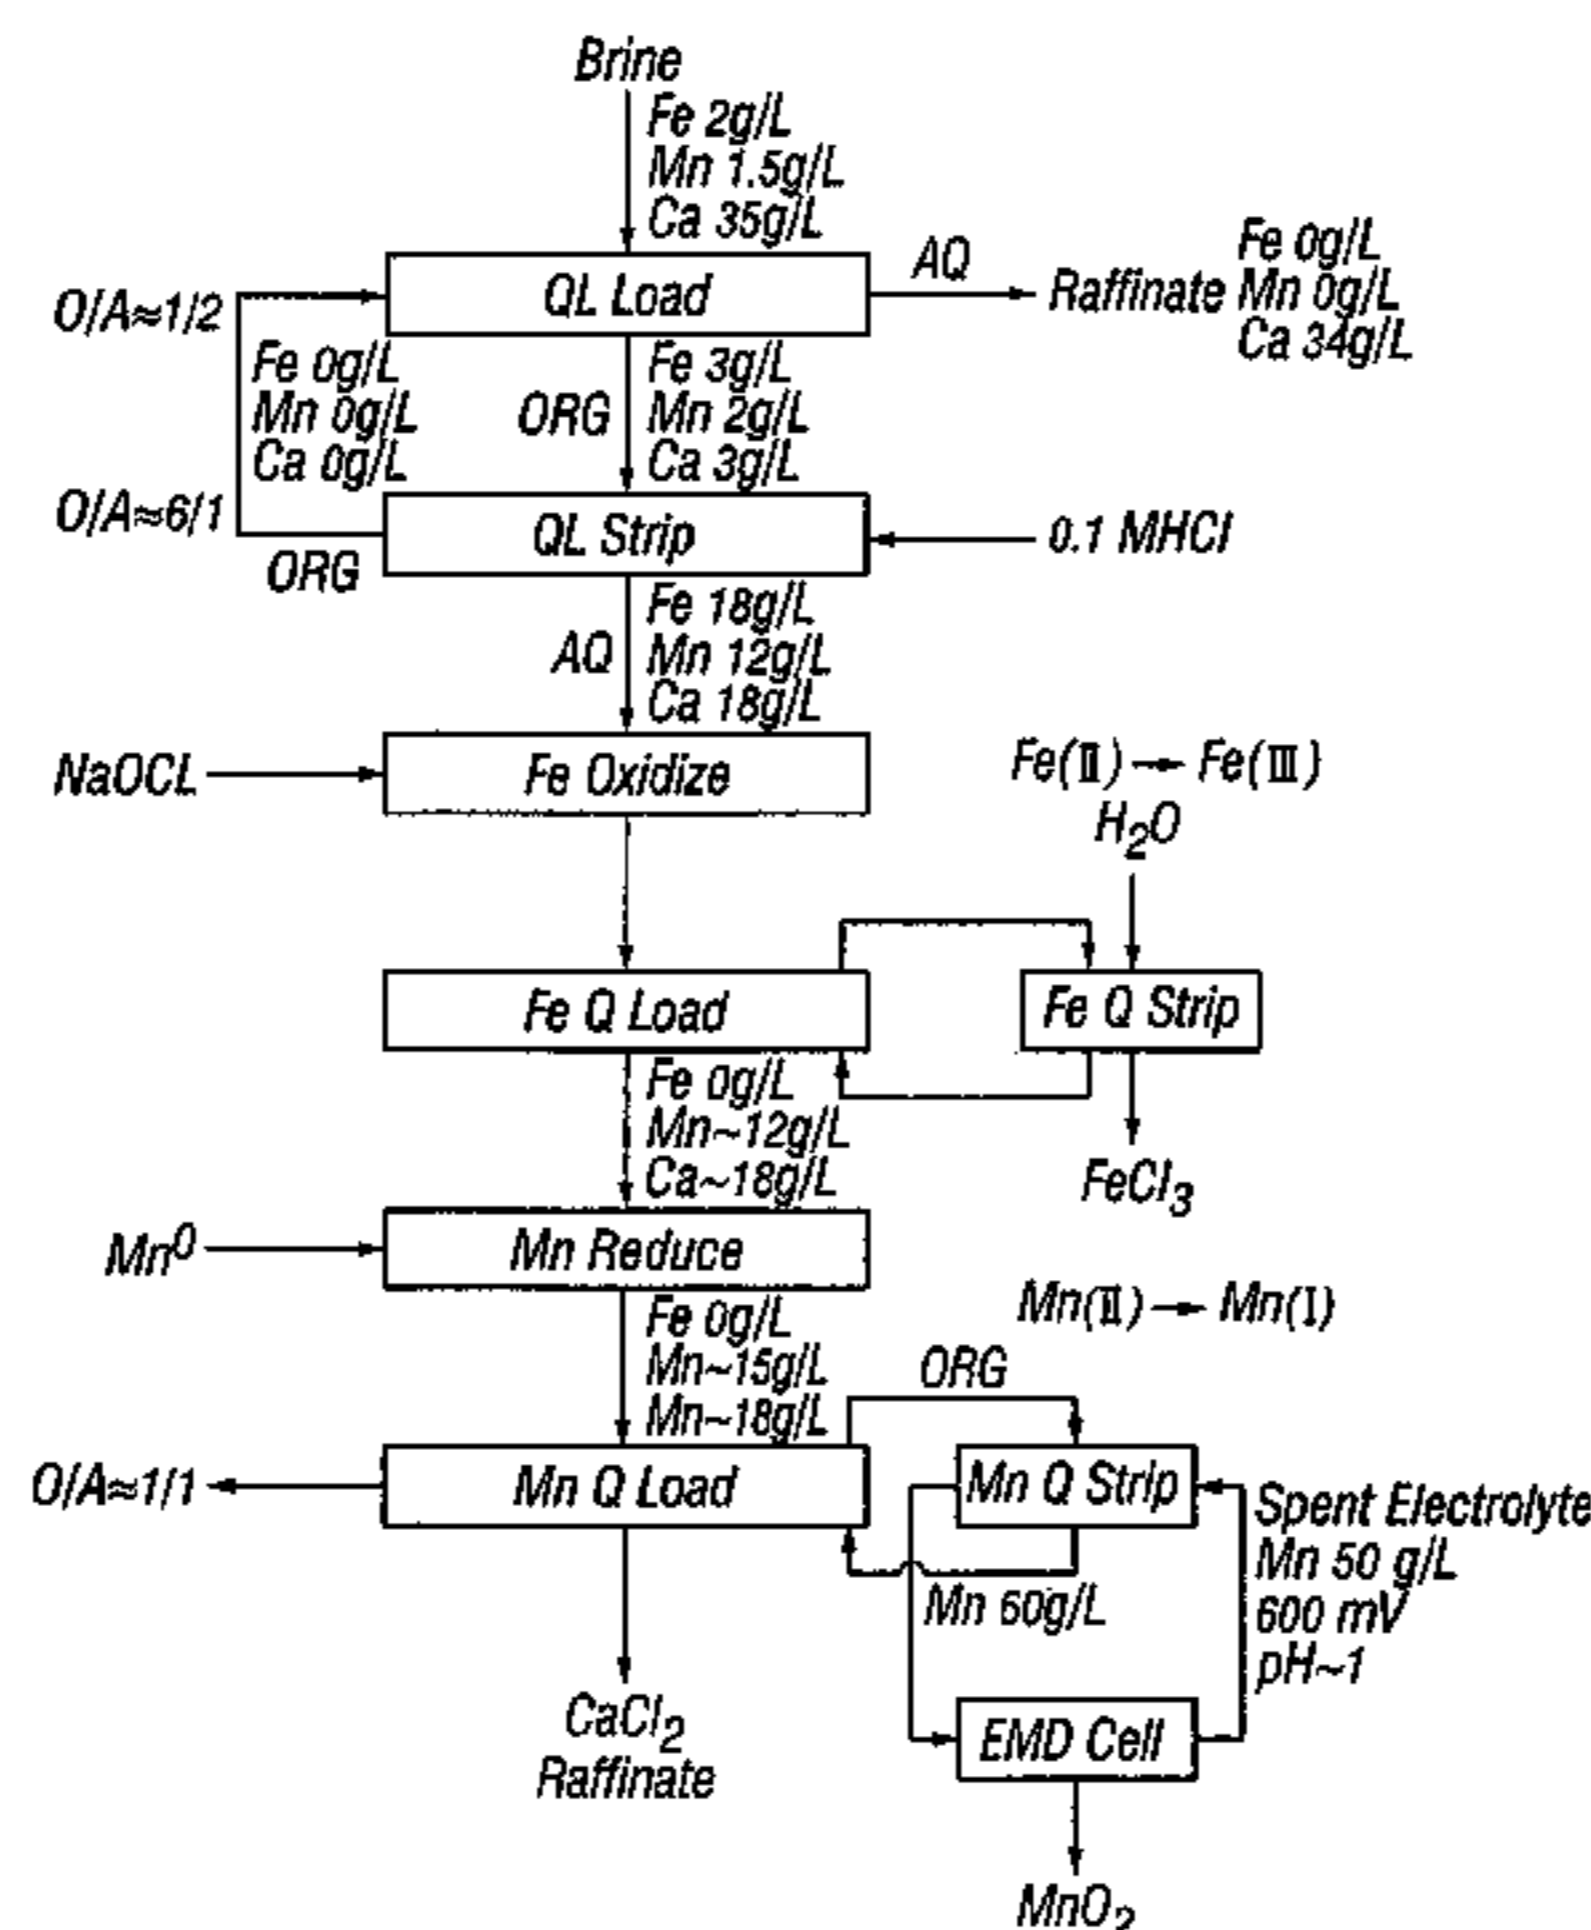 Brine
Fe 2g/L
Mn 1.5g/L
Ca 35g/L
QL Load
AQ
Raffinate
Fe 0g/L
Mn 0g/L
Ca 34g/L
O/A≈1/2
Fe 0g/L
Mn 0g/L
Ca 0g/L
ORG
Fe 3g/L
Mn 2g/L
Ca 3g/L
O/A≈6/1
ORG
QL Strip
0.1 MHCl
AQ
Fe 18g/L
Mn 12g/L
Ca 18g/L
NaOCL
Fe Oxidize
Fe(II) → Fe(III)
H2O
Fe Q Load
Fe Q Strip
Fe 0g/L
Mn~12g/L
Ca~18g/L
FeCl3
Mn0
Mn Reduce
Mn(II) → Mn(I)
Fe 0g/L
Mn~15g/L
Mn~18g/L
ORG
O/A≈1/1
Mn Q Load
Mn Q Strip
Spent Electrolyte
Mn 50 g/L
600 mV
pH~1
Mn 60g/L
CaCl2
Raffinate
EMD Cell
MnO2